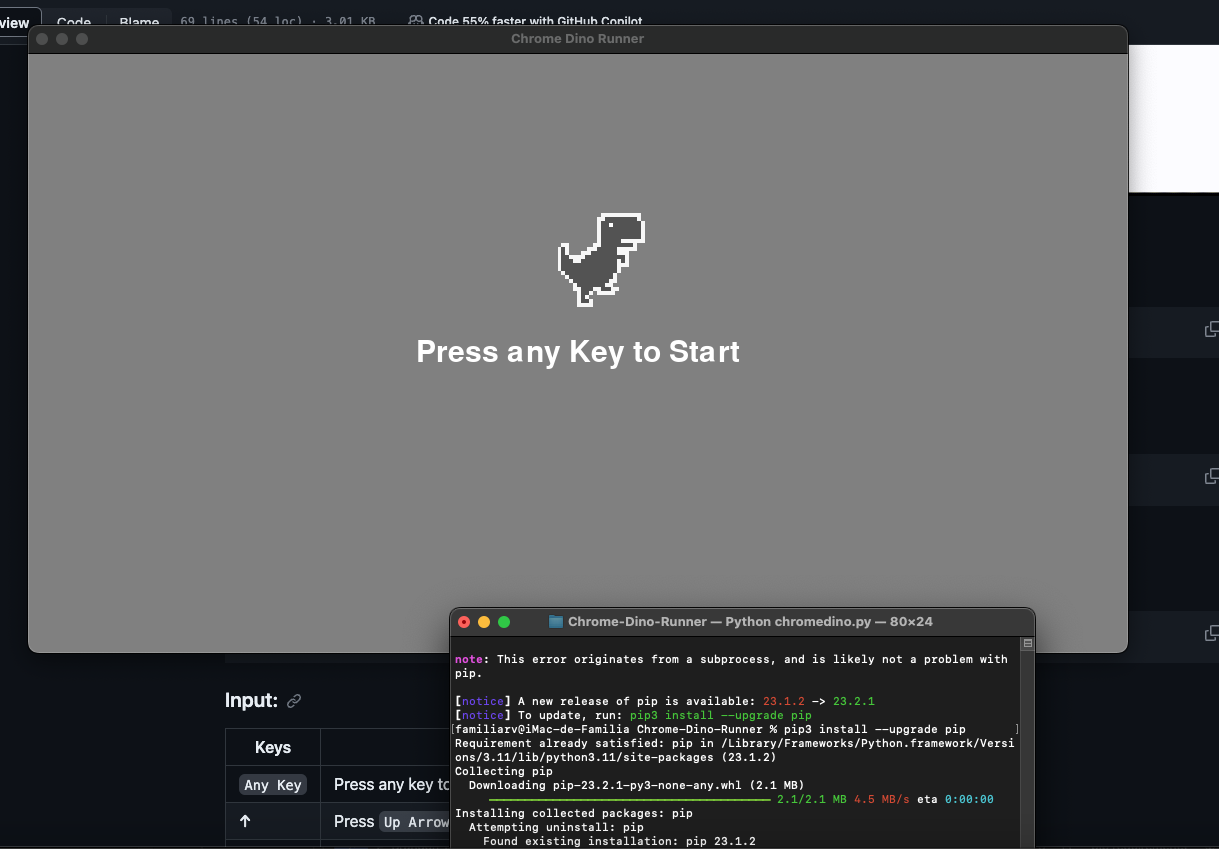 view Code Blame 69 lines (54 loc) · 3.01 KB Code 55% faster with GitHub Copilot
Chrome Dino Runner
Press any Key to Start
Chrome-Dino-Runner — Python chromedino.py — 80×24
note: This error originates from a subprocess, and is likely not a problem with
pip.
[notice] A new release of pip is available: 23.1.2 -> 23.2.1
[notice] To update, run: pip3 install --upgrade pip
[familiarv@iMac-de-Familia Chrome-Dino-Runner % pip3 install --upgrade pip ]
Requirement already satisfied: pip in /Library/Frameworks/Python.framework/Versi
ons/3.11/lib/python3.11/site-packages (23.1.2)
Collecting pip
Downloading pip-23.2.1-py3-none-any.whl (2.1 MB)
2.1/2.1 MB 4.5 MB/s eta 0:00:00
Installing collected packages: pip
Attempting uninstall: pip
Found existing installation: pip 23.1.2
Input:
Keys
Any Key Press any key to
↑ Press Up Arrow